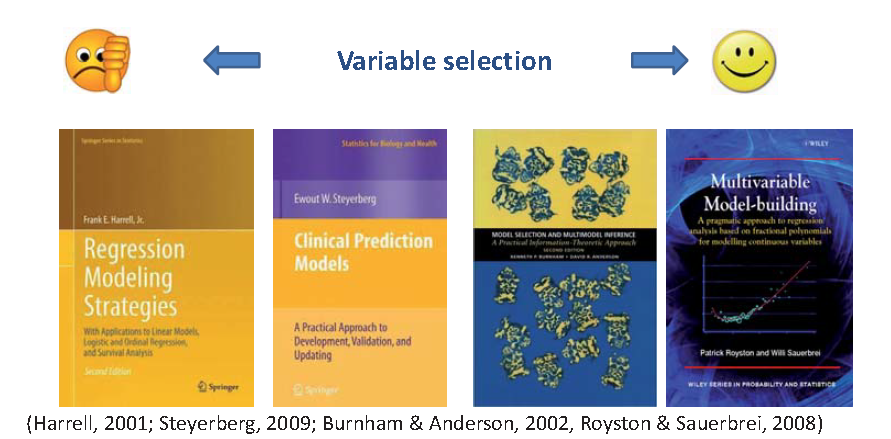 Variable selection
Springer Series in Statistics
Frank E. Harrell, Jr.
Regression
Modeling
Strategies
With Applications to Linear Models,
Logistic and Ordinal Regression,
and Survival Analysis
Second Edition
Springer
Statistics for Biology and Health
Ewout W. Steyerberg
Clinical Prediction
Models
A Practical Approach to
Development, Validation, and
Updating
Springer
MODEL SELECTION AND MULTIMODEL INFERENCE
A Practical Information-Theoretic Approach
SECOND EDITION
KENNETH P. BURNHAM • DAVID R. ANDERSON
WILEY
Multivariable
Model-building
A pragmatic approach to regression
analysis based on fractional polynomials
for modelling continuous variables
Patrick Royston and Willi Sauerbrei
WILEY SERIES IN PROBABILITY AND STATISTICS
(Harrell, 2001; Steyerberg, 2009; Burnham & Anderson, 2002, Royston & Sauerbrei, 2008)